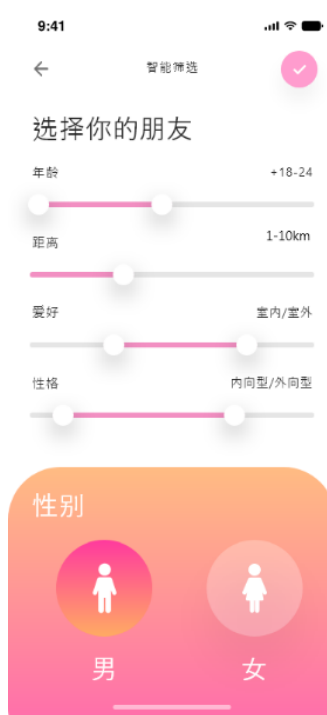 9:41
智能筛选
选择你的朋友
年龄 +18-24
距离 1-10km
爱好 室内/室外
性格 内向型/外向型
性别
男 女